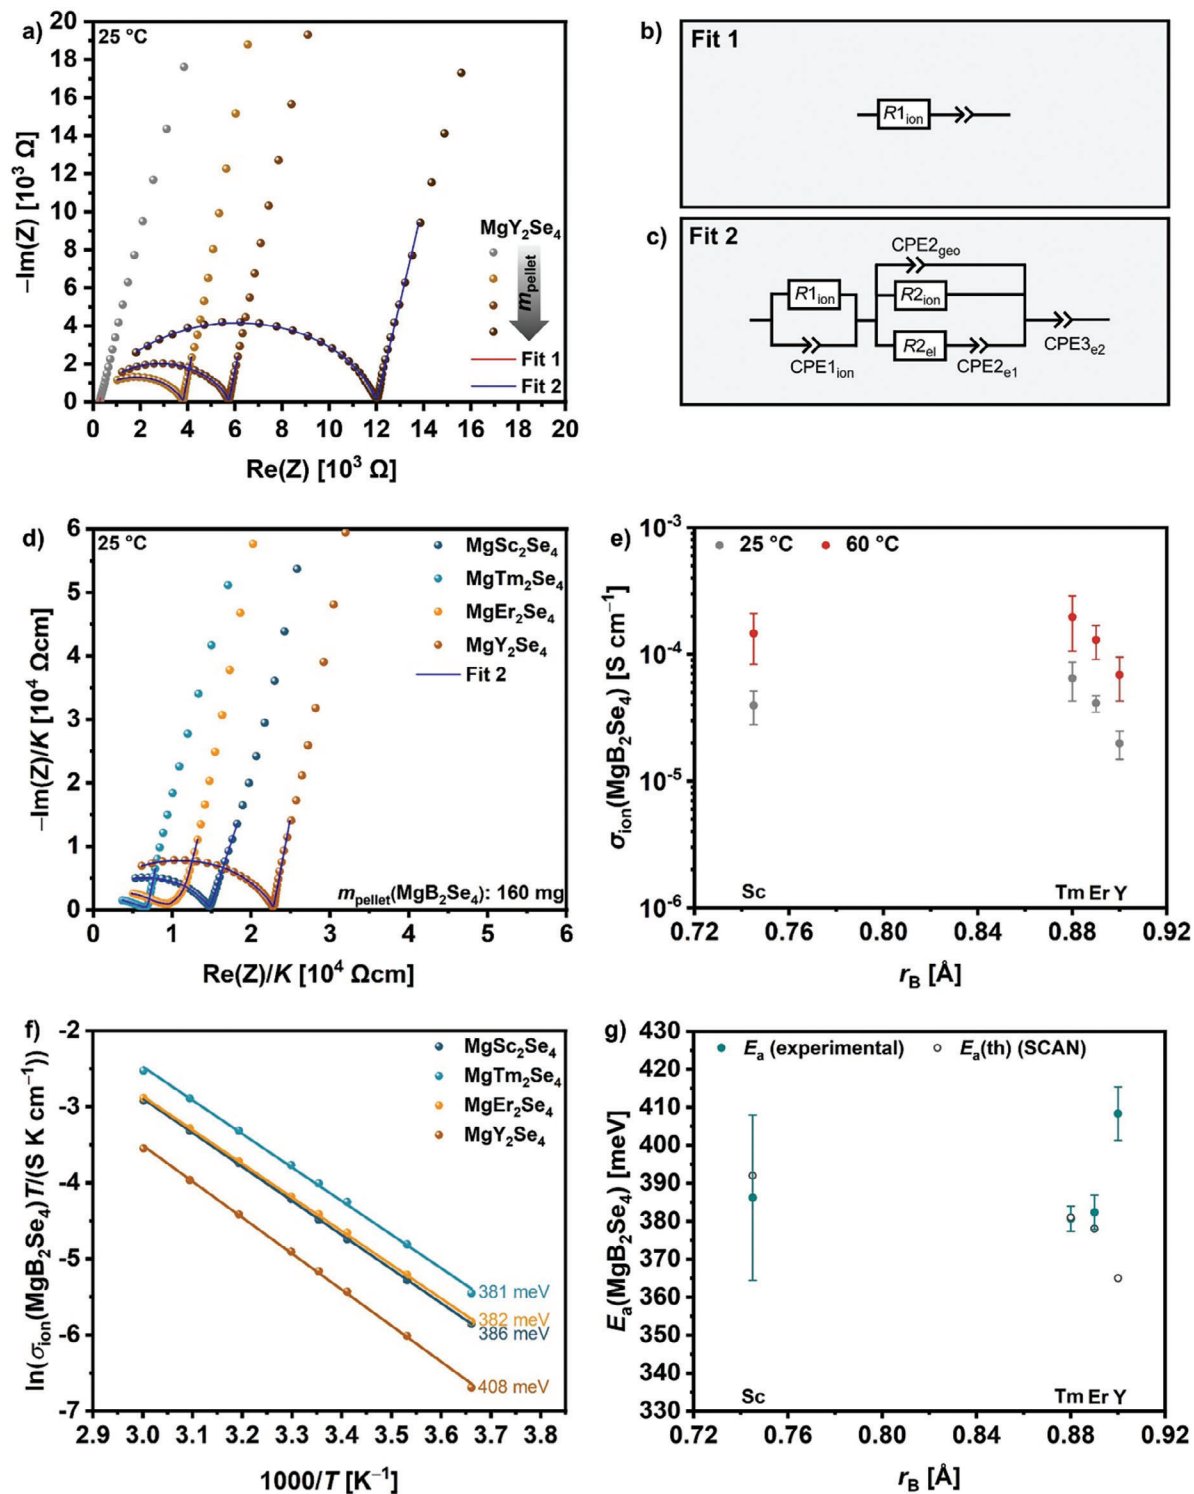 a)
25 °C
20
18
16
14
12
10
8
6
4
2
0
−Im(Z) [10³ Ω]
MgY₂Se₄
m_pellet
Fit 1
Fit 2
0 2 4 6 8 10 12 14 16 18 20
Re(Z) [10³ Ω]
b)
Fit 1
R1_ion
c)
Fit 2
CPE2_geo
R1_ion
R2_ion
R2_el
CPE1_ion
CPE2_e1
CPE3_e2
d)
25 °C
6
5
4
3
2
1
0
−Im(Z)/K [10⁴ Ωcm]
MgSc₂Se₄
MgTm₂Se₄
MgEr₂Se₄
MgY₂Se₄
Fit 2
m_pellet(MgB₂Se₄): 160 mg
0 1 2 3 4 5 6
Re(Z)/K [10⁴ Ωcm]
e)
25 °C 60 °C
10⁻³
10⁻⁴
10⁻⁵
10⁻⁶
σ_ion(MgB₂Se₄) [S cm⁻¹]
Sc Tm Er Y
0.72 0.76 0.80 0.84 0.88 0.92
r_B [Å]
f)
-2
-3
-4
-5
-6
-7
ln(σ_ion(MgB₂Se₄)T/(S K cm⁻¹))
MgSc₂Se₄
MgTm₂Se₄
MgEr₂Se₄
MgY₂Se₄
381 meV
382 meV
386 meV
408 meV
2.9 3.0 3.1 3.2 3.3 3.4 3.5 3.6 3.7 3.8
1000/T [K⁻¹]
g)
E_a (experimental) E_a(th) (SCAN)
430
420
410
400
390
380
370
360
350
340
330
E_a(MgB₂Se₄) [meV]
Sc Tm Er Y
0.72 0.76 0.80 0.84 0.88 0.92
r_B [Å]